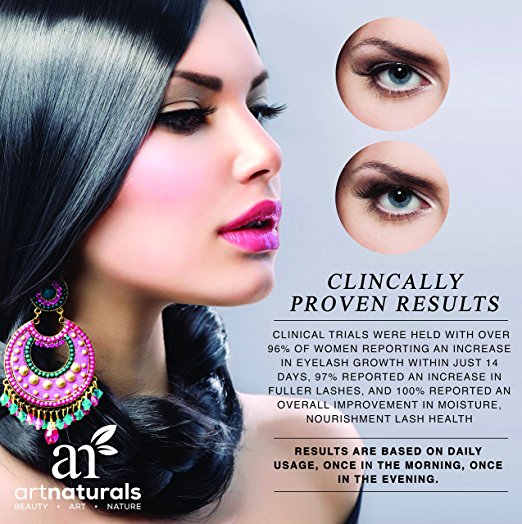 CLINCALLY
PROVEN RESULTS
CLINICAL TRIALS WERE HELD WITH OVER
96% OF WOMEN REPORTING AN INCREASE
IN EYELASH GROWTH WITHIN JUST 14
DAYS, 97% REPORTED AN INCREASE IN
FULLER LASHES, AND 100% REPORTED AN
OVERALL IMPROVEMENT IN MOISTURE,
NOURISHMENT LASH HEALTH
RESULTS ARE BASED ON DAILY
USAGE, ONCE IN THE MORNING, ONCE
IN THE EVENING.
an
artnaturals
BEAUTY • ART • NATURE